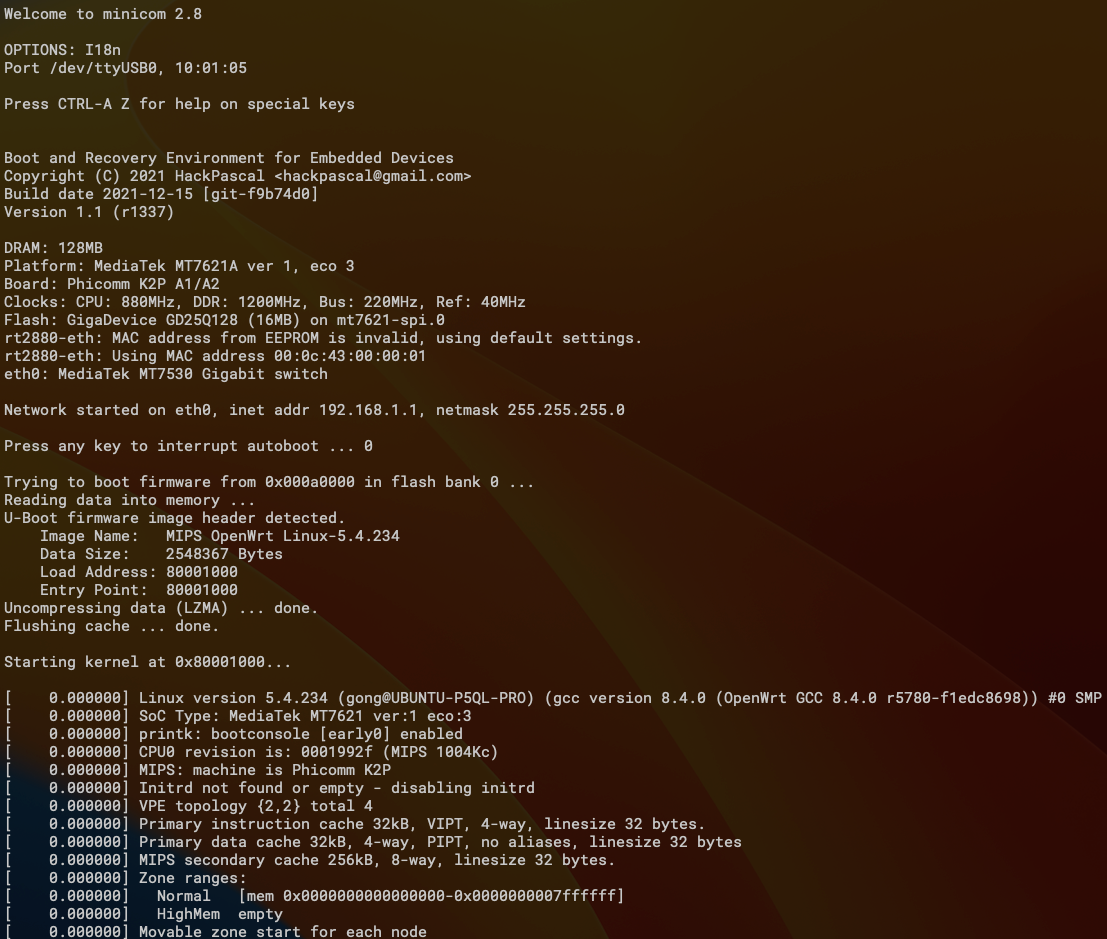 Welcome to minicom 2.8
OPTIONS: I18n
Port /dev/ttyUSB0, 10:01:05
Press CTRL-A Z for help on special keys
Boot and Recovery Environment for Embedded Devices
Copyright (C) 2021 HackPascal <hackpascal@gmail.com>
Build date 2021-12-15 [git-f9b74d0]
Version 1.1 (r1337)
DRAM: 128MB
Platform: MediaTek MT7621A ver 1, eco 3
Board: Phicomm K2P A1/A2
Clocks: CPU: 880MHz, DDR: 1200MHz, Bus: 220MHz, Ref: 40MHz
Flash: GigaDevice GD25Q128 (16MB) on mt7621-spi.0
rt2880-eth: MAC address from EEPROM is invalid, using default settings.
rt2880-eth: Using MAC address 00:0c:43:00:00:01
eth0: MediaTek MT7530 Gigabit switch
Network started on eth0, inet addr 192.168.1.1, netmask 255.255.255.0
Press any key to interrupt autoboot ... 0
Trying to boot firmware from 0x000a0000 in flash bank 0 ...
Reading data into memory ...
U-Boot firmware image header detected.
    Image Name:   MIPS OpenWrt Linux-5.4.234
    Data Size:    2548367 Bytes
    Load Address: 80001000
    Entry Point:  80001000
Uncompressing data (LZMA) ... done.
Flushing cache ... done.
Starting kernel at 0x80001000...
[    0.000000] Linux version 5.4.234 (gong@UBUNTU-P5QL-PRO) (gcc version 8.4.0 (OpenWrt GCC 8.4.0 r5780-f1edc8698)) #0 SMP
[    0.000000] SoC Type: MediaTek MT7621 ver:1 eco:3
[    0.000000] printk: bootconsole [early0] enabled
[    0.000000] CPU0 revision is: 0001992f (MIPS 1004Kc)
[    0.000000] MIPS: machine is Phicomm K2P
[    0.000000] Initrd not found or empty - disabling initrd
[    0.000000] VPE topology {2,2} total 4
[    0.000000] Primary instruction cache 32kB, VIPT, 4-way, linesize 32 bytes.
[    0.000000] Primary data cache 32kB, 4-way, PIPT, no aliases, linesize 32 bytes
[    0.000000] MIPS secondary cache 256kB, 8-way, linesize 32 bytes.
[    0.000000] Zone ranges:
[    0.000000]   Normal   [mem 0x0000000000000000-0x0000000007ffffff]
[    0.000000]   HighMem  empty
[    0.000000] Movable zone start for each node